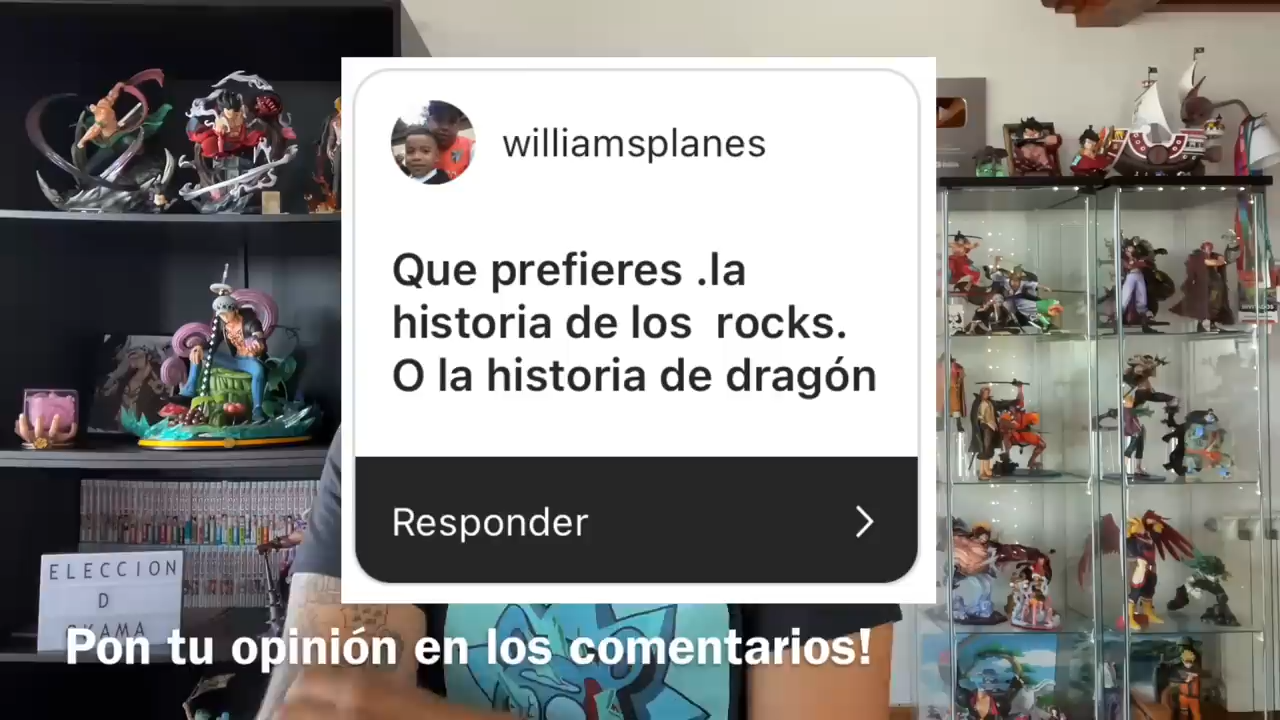 williamsplanes
Que prefieres .la
historia de los rocks.
O la historia de dragón
Responder
ELECCION
D
OKAMA
Pon tu opinión en los comentarios!